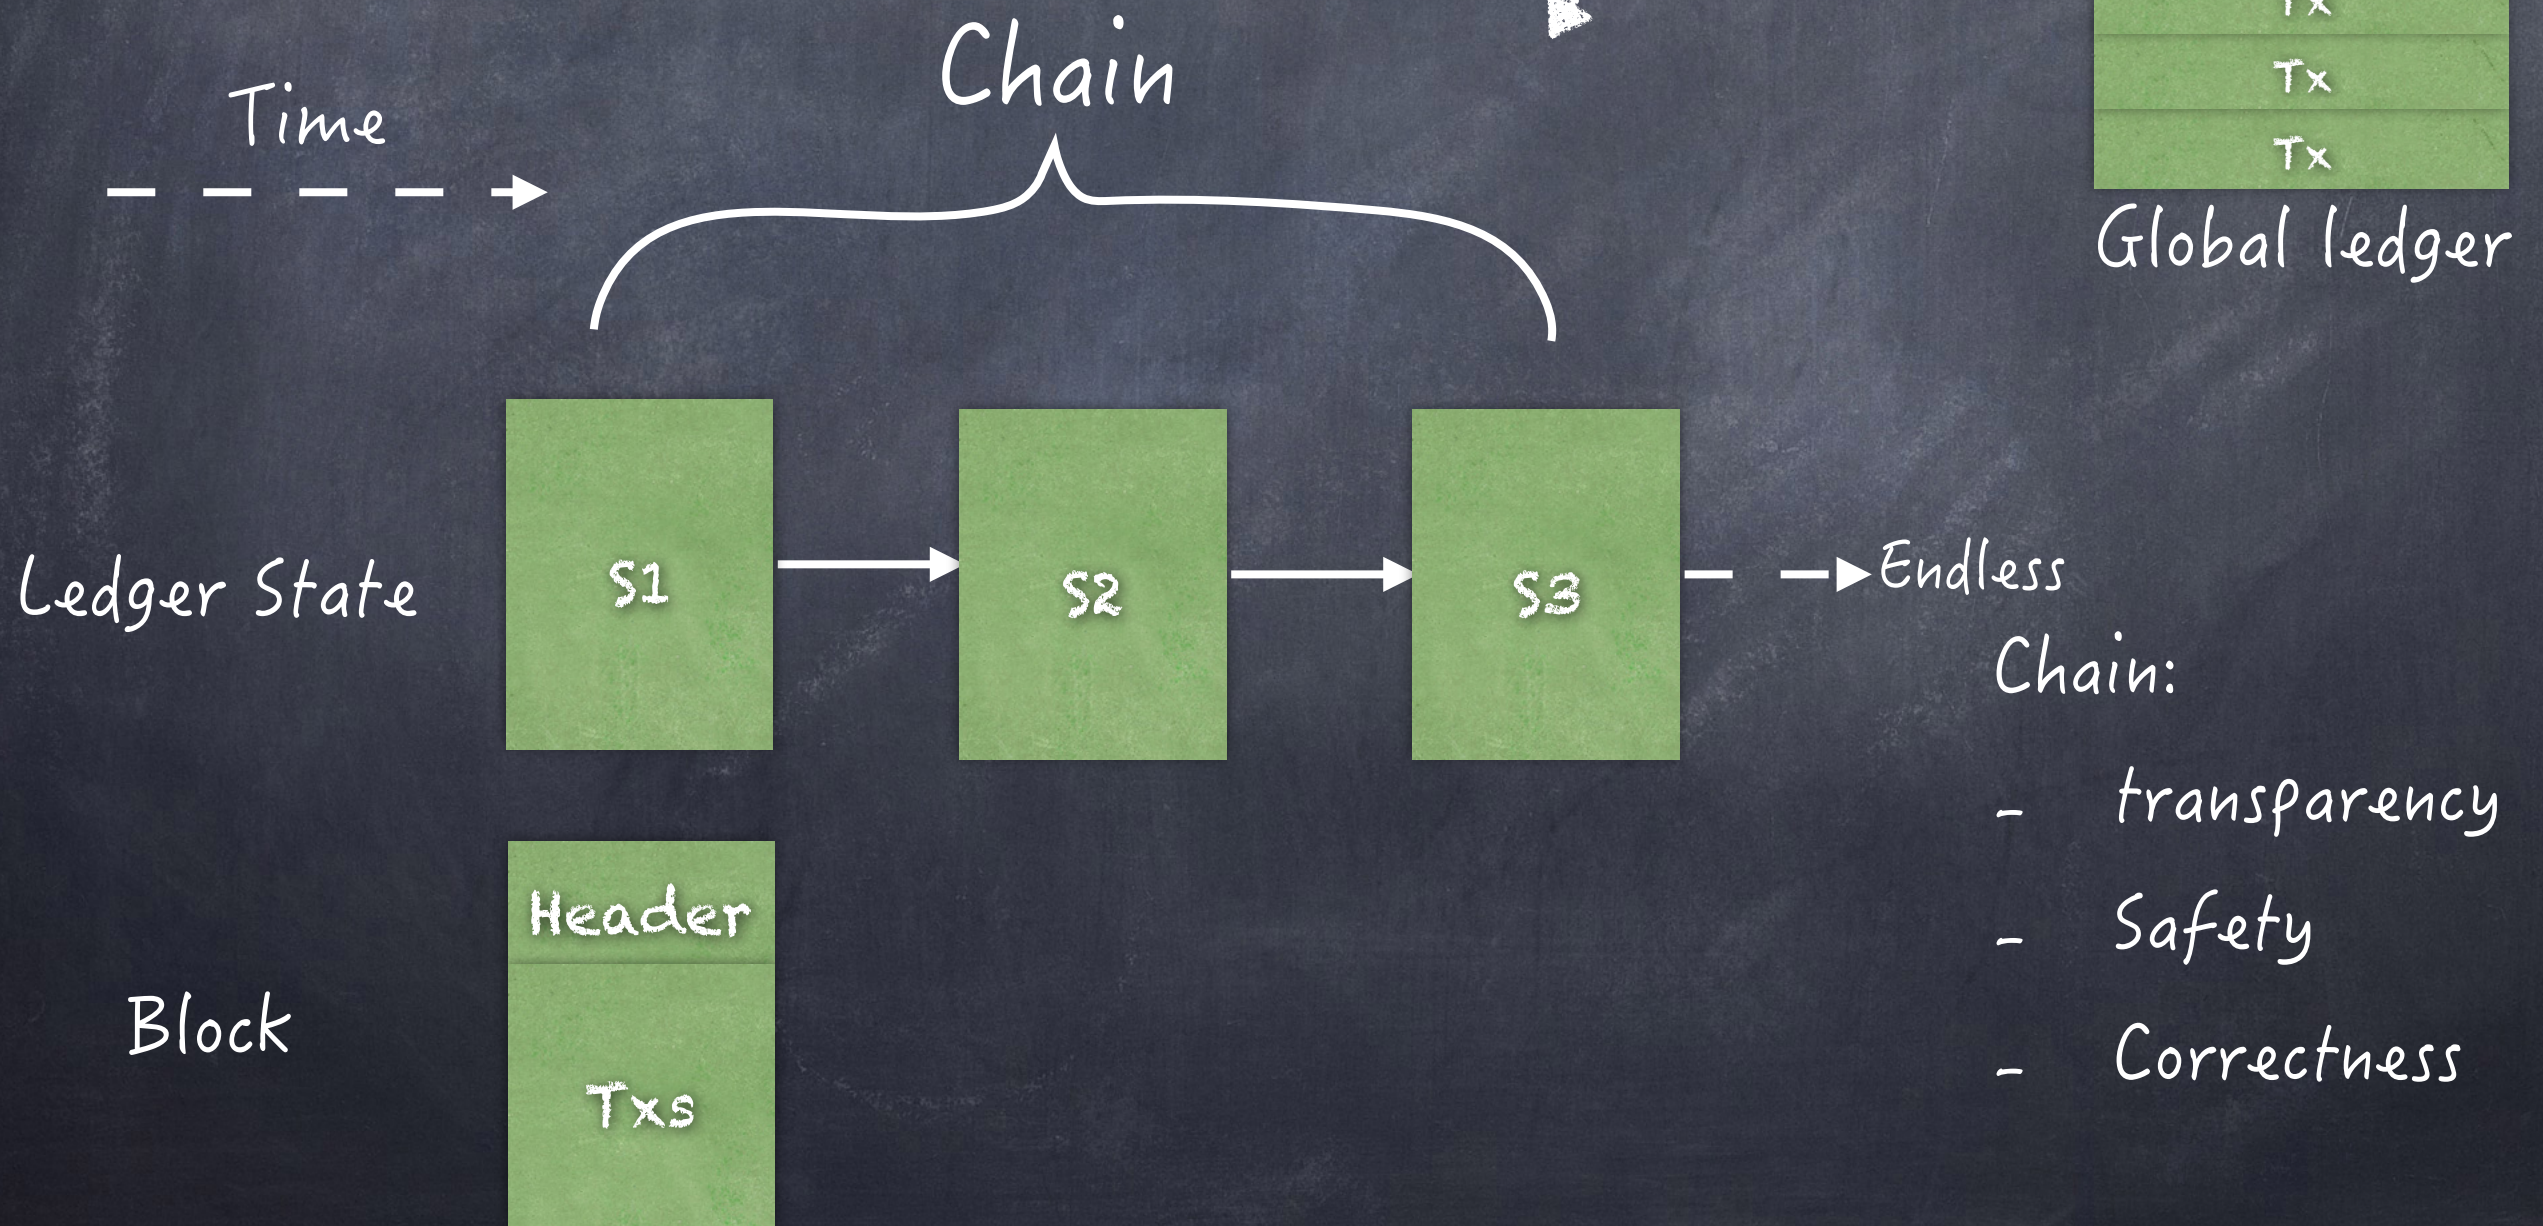 Tx
Tx
Tx
Chain
Time
Global ledger
Ledger State
S1
S2
S3
Endless
Chain:
- transparency
- Safety
- Correctness
Header
Block
Txs